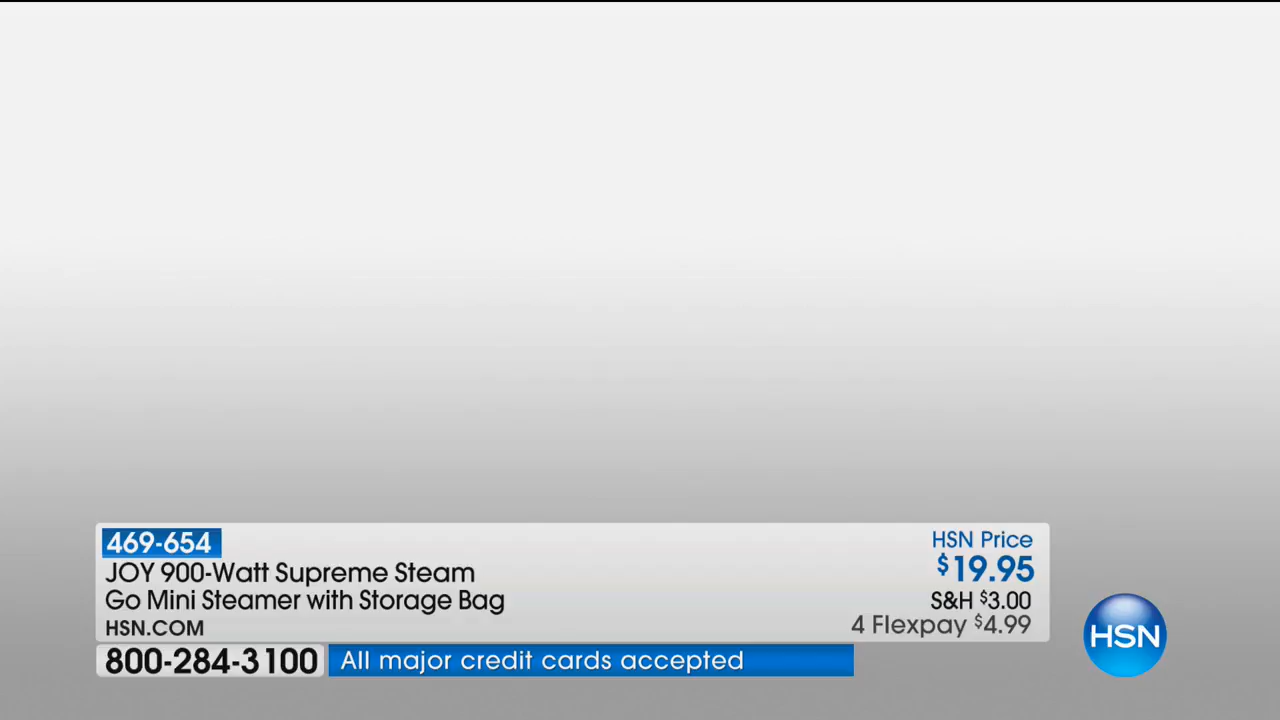 469-654
JOY 900-Watt Supreme Steam
Go Mini Steamer with Storage Bag
HSN.COM
HSN Price
$19.95
S&H $3.00
4 Flexpay $4.99
800-284-3100
All major credit cards accepted
HSN